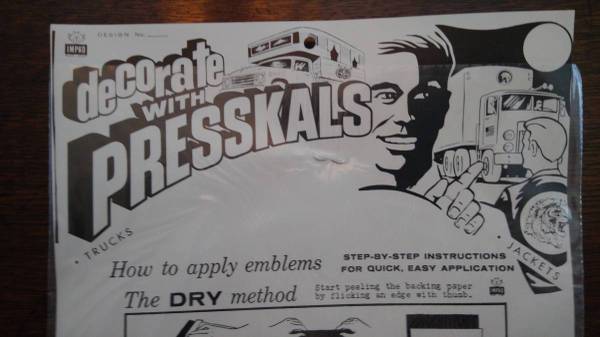 DESIGN No.
IMPKO
decorate
WITH
PRESSKALS
• TRUCKS
• JACKETS
How to apply emblems
STEP-BY-STEP INSTRUCTIONS
FOR QUICK, EASY APPLICATION
The DRY method
Start peeling the backing paper
by flicking an edge with thumb.
IMPKO